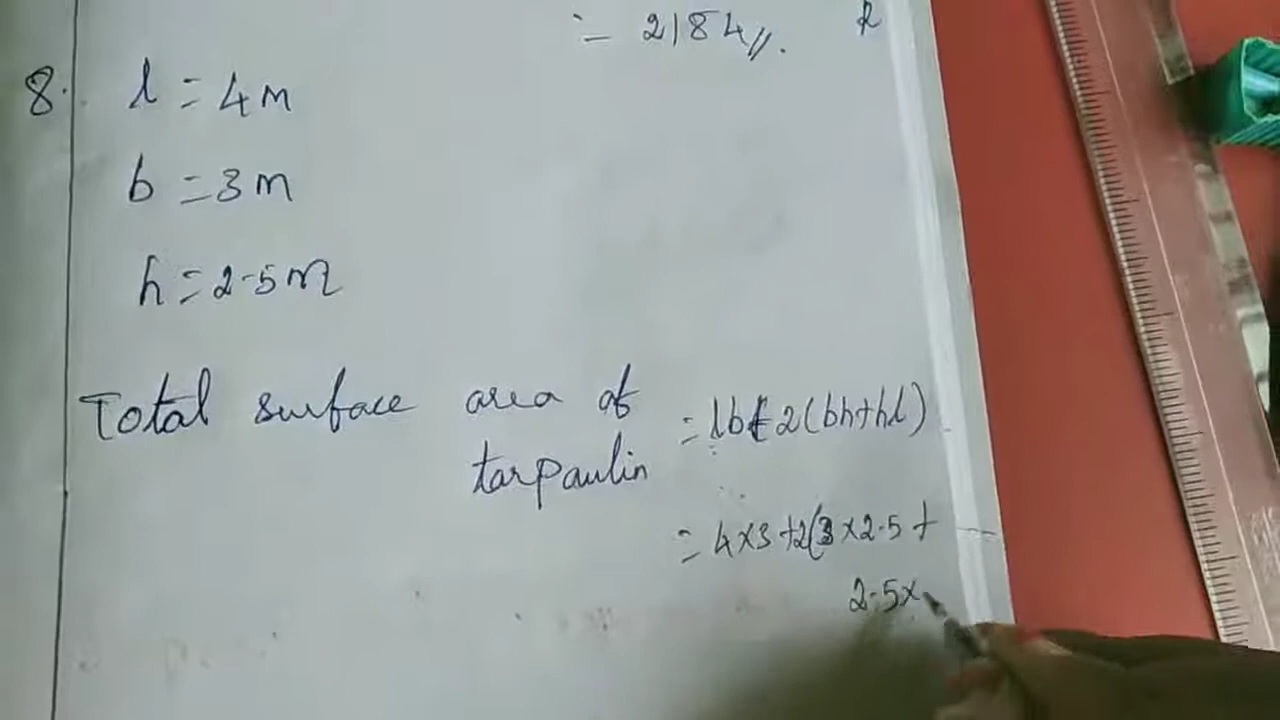 = 2184//.
R
8. l = 4m
b = 3m
h = 2.5m
Total surface area of
tarpaulin
= lb + 2(bh+hl)
= 4×3 +2(3 ×2.5 +
2.5×